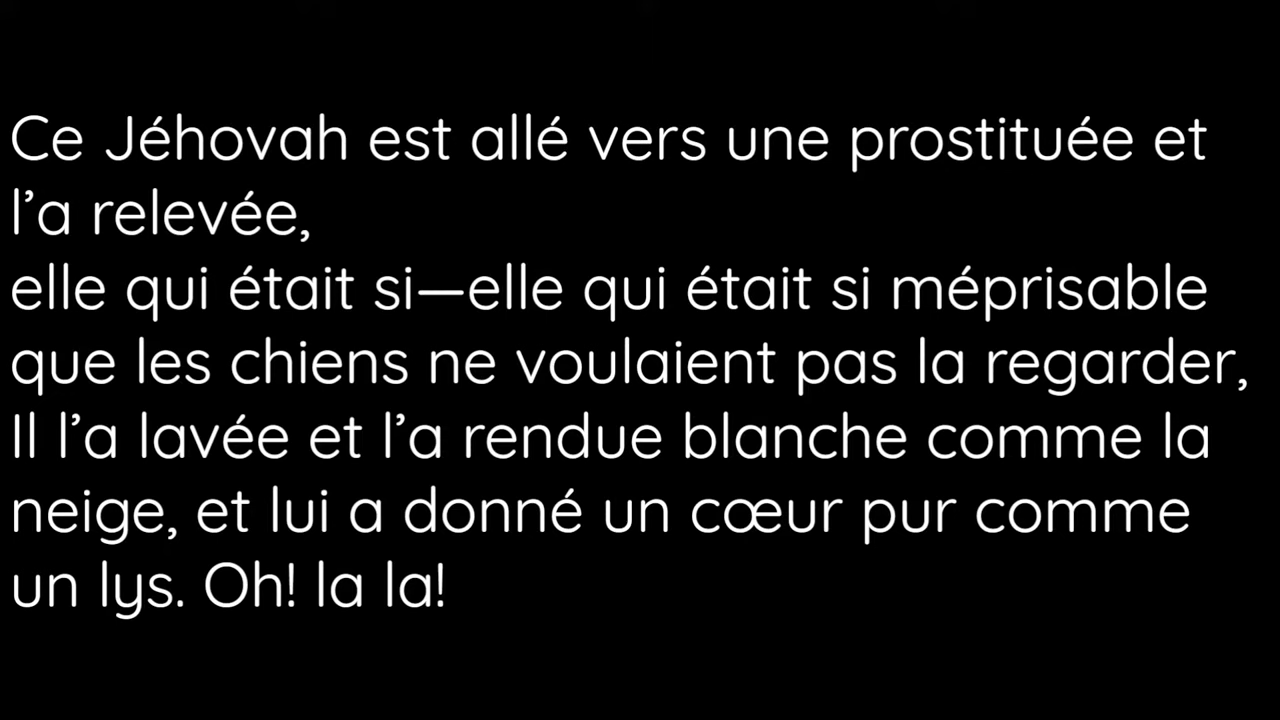 Ce Jéhovah est allé vers une prostituée et
l’a relevée,
elle qui était si—elle qui était si méprisable
que les chiens ne voulaient pas la regarder,
Il l’a lavée et l’a rendue blanche comme la
neige, et lui a donné un cœur pur comme
un lys. Oh! la la!